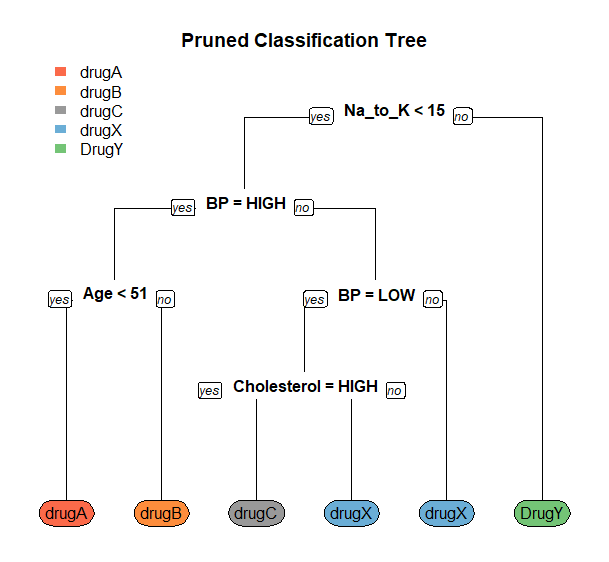 Pruned Classification Tree
drugA
drugB
drugC
drugX
DrugY
yes Na_to_K < 15 no
yes BP = HIGH no
yes Age < 51 no
yes BP = LOW no
yes Cholesterol = HIGH no
drugA drugB drugC drugX drugX DrugY